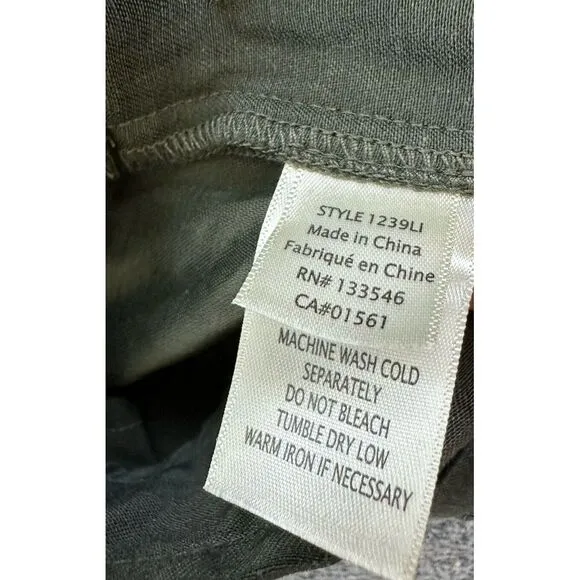 STYLE 1239LI
Made in China
Fabriqué en Chine
RN# 133546
CA#01561
MACHINE WASH COLD
SEPARATELY
DO NOT BLEACH
TUMBLE DRY LOW
WARM IRON IF NECESSARY